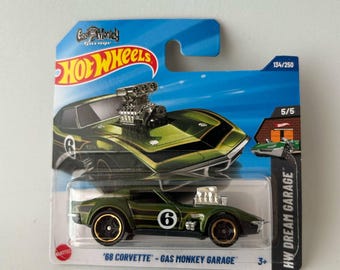 Gas Monkey
Garage
Hot Wheels
134/250
5/5
HW DREAM GARAGE
6
6
'68 CORVETTE - GAS MONKEY GARAGE
3+